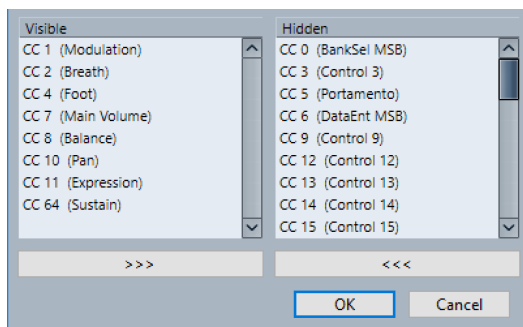 Visible
CC 1 (Modulation)
CC 2 (Breath)
CC 4 (Foot)
CC 7 (Main Volume)
CC 8 (Balance)
CC 10 (Pan)
CC 11 (Expression)
CC 64 (Sustain)
>>>
Hidden
CC 0 (BankSel MSB)
CC 3 (Control 3)
CC 5 (Portamento)
CC 6 (DataEnt MSB)
CC 9 (Control 9)
CC 12 (Control 12)
CC 13 (Control 13)
CC 14 (Control 14)
CC 15 (Control 15)
<<<
OK
Cancel